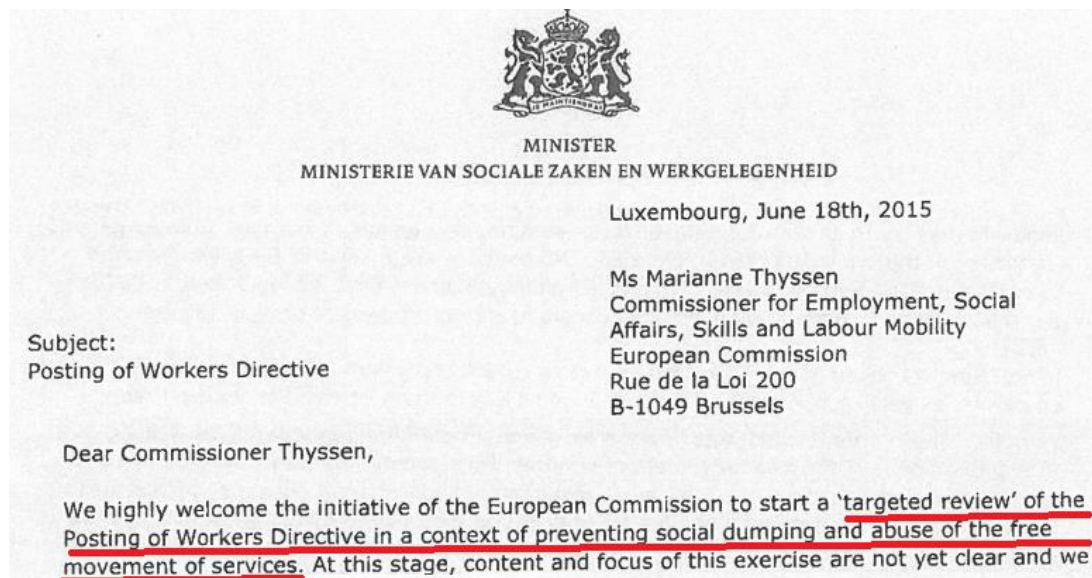 JE MAINTIENDRAI
MINISTER
MINISTERIE VAN SOCIALE ZAKEN EN WERKGELEGENHEID
Luxembourg, June 18th, 2015
Ms Marianne Thyssen
Commissioner for Employment, Social
Affairs, Skills and Labour Mobility
European Commission
Rue de la Loi 200
B-1049 Brussels
Subject:
Posting of Workers Directive
Dear Commissioner Thyssen,
We highly welcome the initiative of the European Commission to start a ‘targeted review’ of the
Posting of Workers Directive in a context of preventing social dumping and abuse of the free
movement of services. At this stage, content and focus of this exercise are not yet clear and we